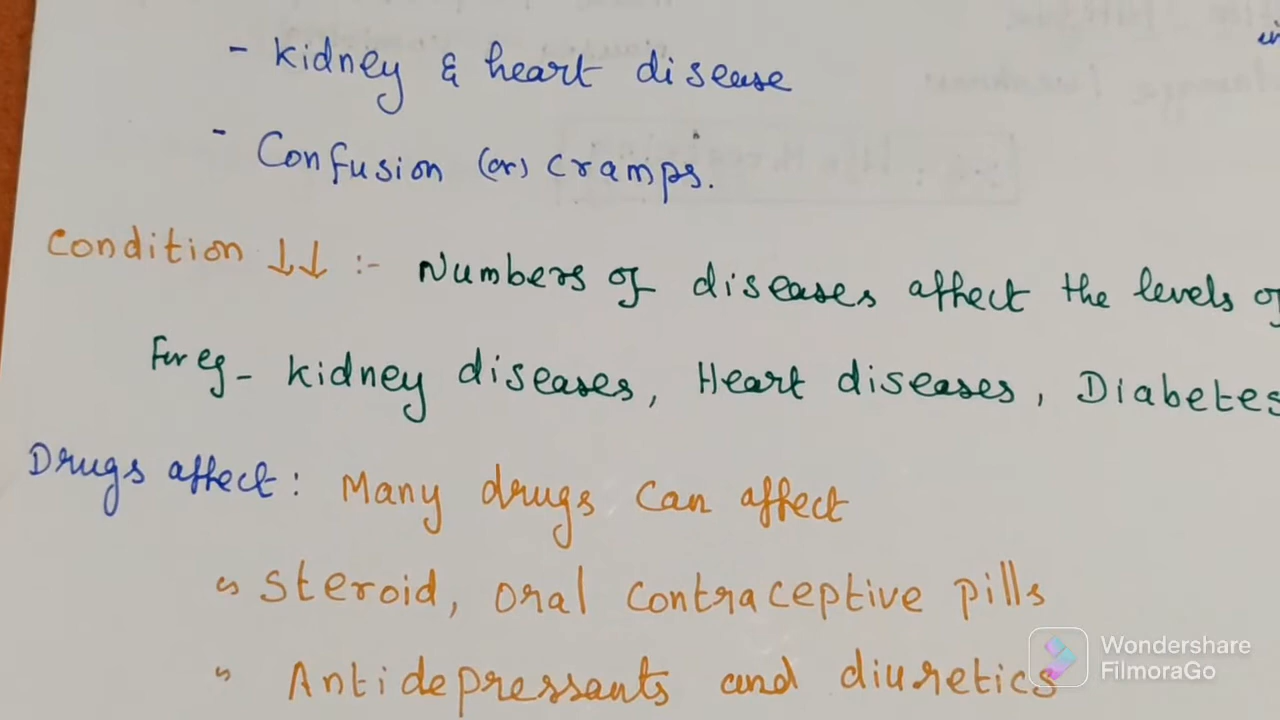 - kidney & heart disease
- Confusion (or) cramps.
Condition ↓↓ :- Numbers of diseases affect the levels of
For eg - kidney diseases, Heart diseases, Diabetes
Drugs affect : Many drugs can affect
" Steroid, oral contraceptive pills
" Antidepressants and diuretics
Wondershare
FilmoraGo